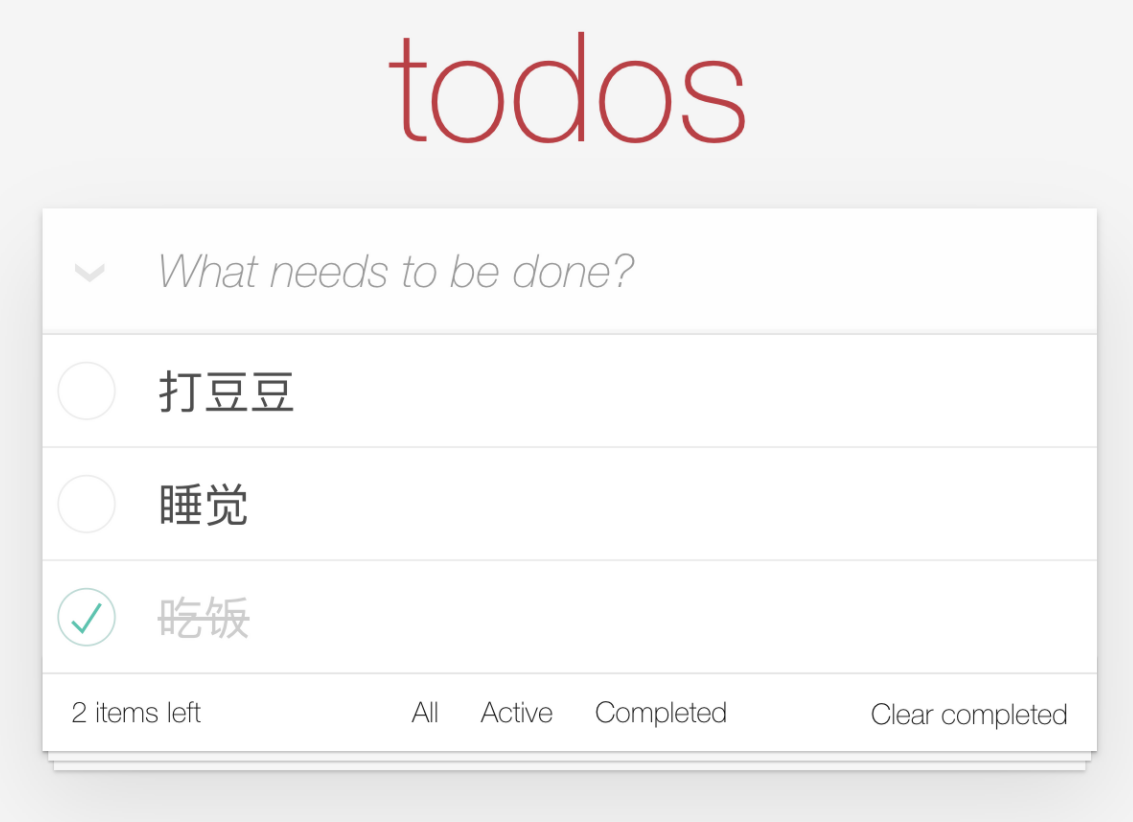 todos
What needs to be done?
打豆豆
睡觉
吃饭
2 items left All Active Completed Clear completed